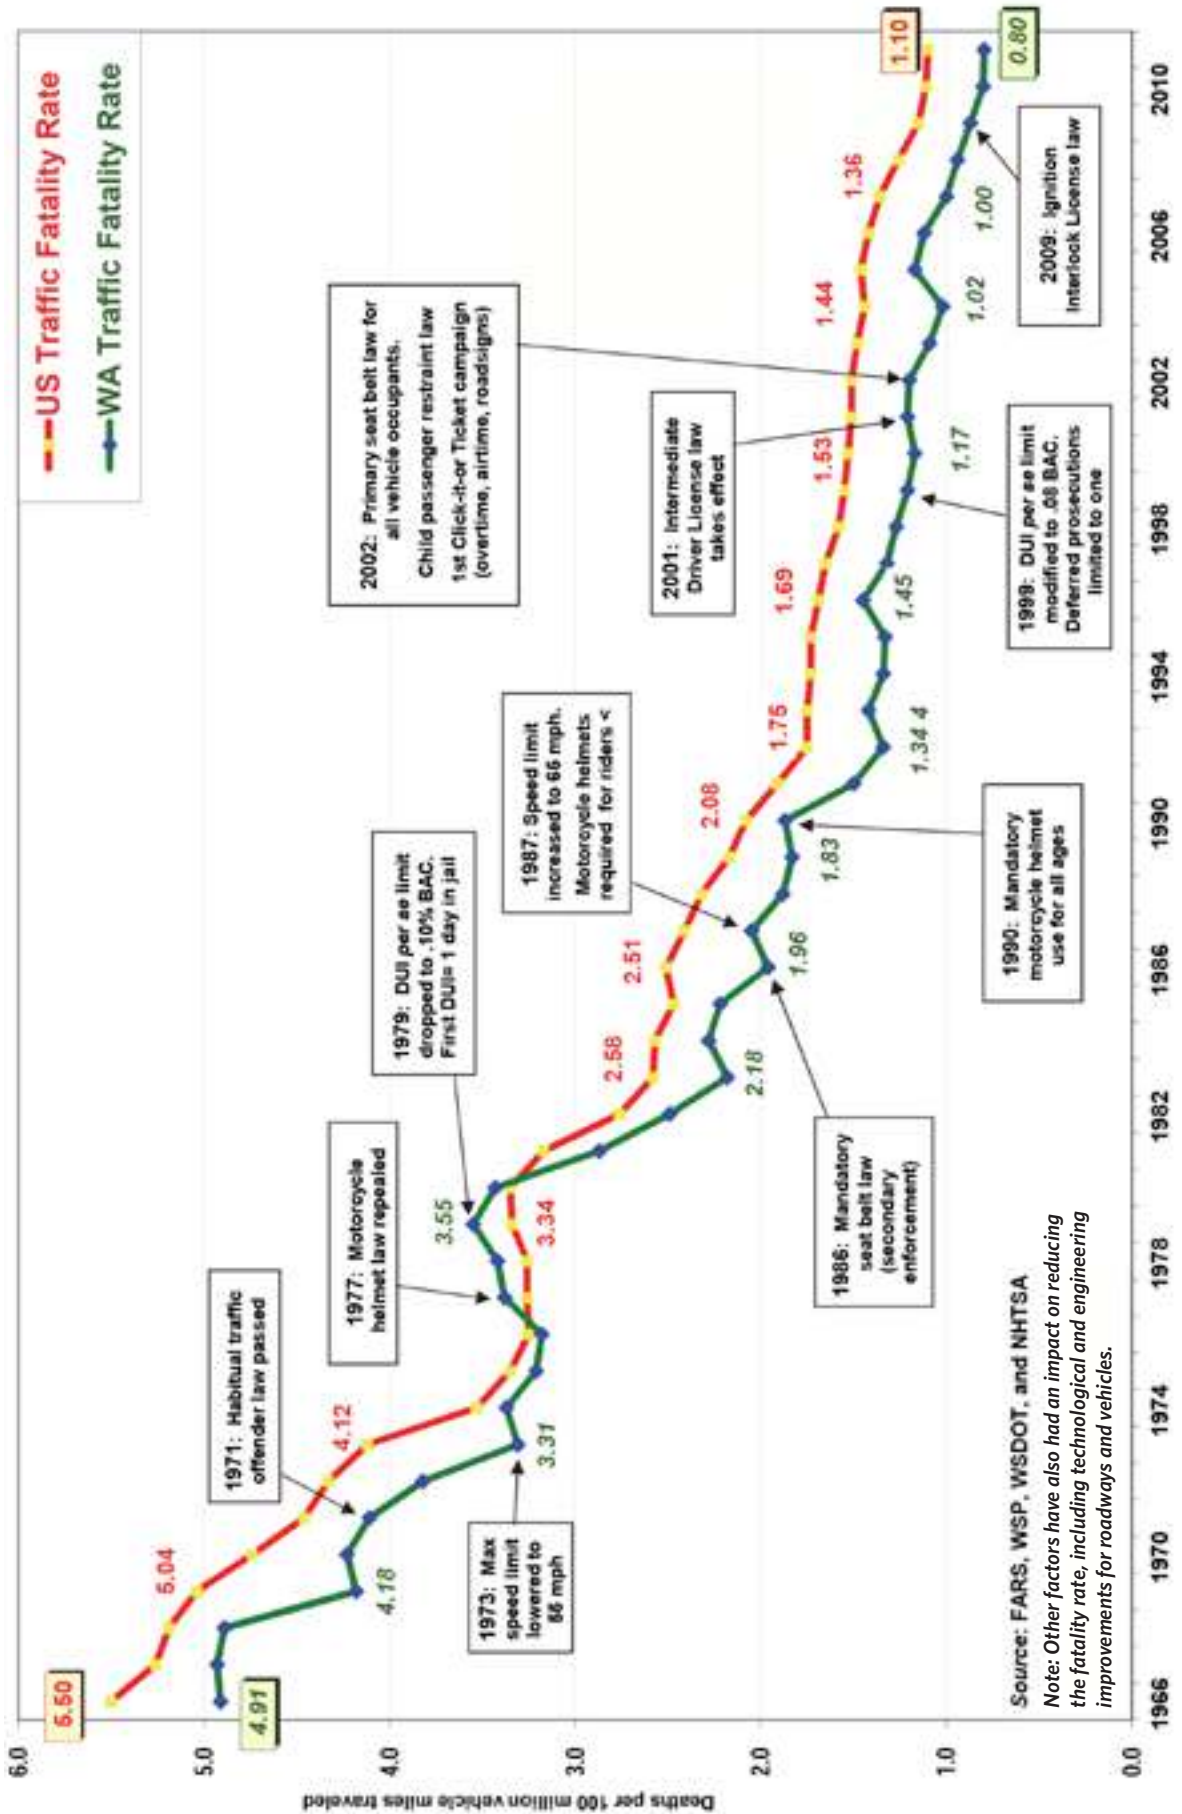 US Traffic Fatality Rate
WA Traffic Fatality Rate
Deaths per 100 million vehicle miles traveled
6.0
5.0
4.0
3.0
2.0
1.0
0.0
5.50
5.04
4.12
3.34
2.58
2.51
2.08
1.75
1.69
1.53
1.44
1.36
1.10
4.91
4.18
3.31
3.55
2.18
1.96
1.83
1.34 4
1.45
1.17
1.02
1.00
0.80
1971: Habitual traffic
offender law passed
1973: Max
speed limit
lowered to
55 mph
1977: Motorcycle
helmet law repealed
1979: DUI per se limit
dropped to .10% BAC.
First DUI= 1 day in jail
1986: Mandatory
seat belt law
(secondary
enforcement)
1987: Speed limit
increased to 65 mph.
Motorcycle helmets
required for riders <
1990: Mandatory
motorcycle helmet
use for all ages
1999: DUI per se limit
modified to .08 BAC.
Deferred prosecutions
limited to one
2001: Intermediate
Driver License law
takes effect
2002: Primary seat belt law for
all vehicle occupants.
Child passenger restraint law
1st Click-it-or Ticket campaign
(overtime, airtime, roadsigns)
2009: Ignition
Interlock License law
Source: FARS, WSP, WSDOT, and NHTSA
Note: Other factors have also had an impact on reducing
the fatality rate, including technological and engineering
improvements for roadways and vehicles.
1966
1970
1974
1978
1982
1986
1990
1994
1998
2002
2006
2010